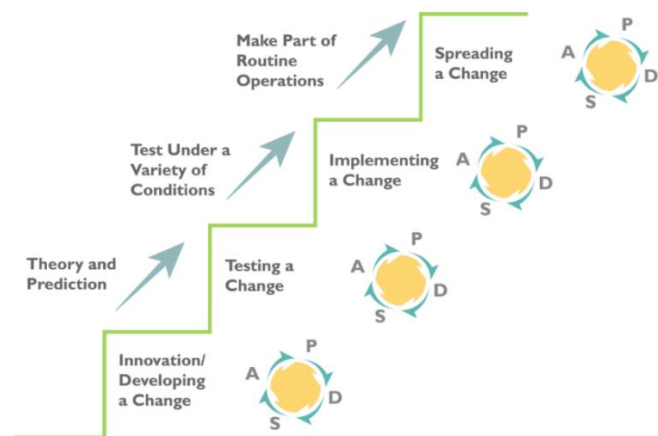 Make Part of
Routine
Operations
Spreading
a Change
P
A
D
S
Test Under a
Variety of
Conditions
Implementing
a Change
P
A
D
S
Theory and
Prediction
Testing a
Change
P
A
D
S
Innovation/
Developing
a Change
P
A
D
S